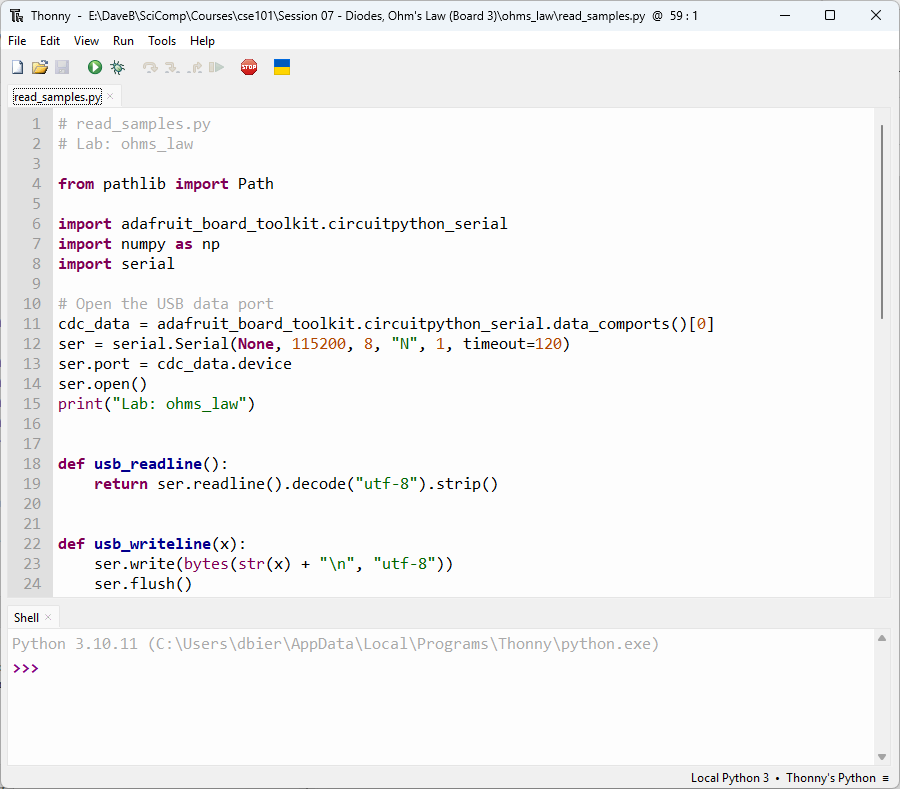 Thonny - E:\DaveB\SciComp\Courses\cse101\Session 07 - Diodes, Ohm's Law (Board 3)\ohms_law\read_samples.py @ 59 : 1
File Edit View Run Tools Help
STOP
read_samples.py
1 # read_samples.py
2 # Lab: ohms_law
3
4 from pathlib import Path
5
6 import adafruit_board_toolkit.circuitpython_serial
7 import numpy as np
8 import serial
9
10 # Open the USB data port
11 cdc_data = adafruit_board_toolkit.circuitpython_serial.data_comports()[0]
12 ser = serial.Serial(None, 115200, 8, "N", 1, timeout=120)
13 ser.port = cdc_data.device
14 ser.open()
15 print("Lab: ohms_law")
16
17
18 def usb_readline():
19     return ser.readline().decode("utf-8").strip()
20
21
22 def usb_writeline(x):
23     ser.write(bytes(str(x) + "\n", "utf-8"))
24     ser.flush()
Shell
Python 3.10.11 (C:\Users\dbier\AppData\Local\Programs\Thonny\python.exe)
>>>
Local Python 3 • Thonny's Python ≡